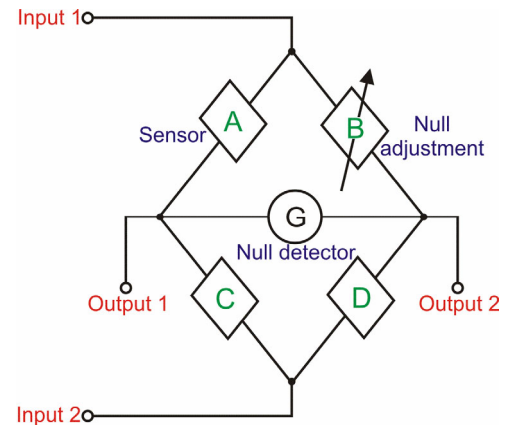 Input 1
A
B
Sensor
Null
adjustment
G
Null detector
C
D
Output 1
Output 2
Input 2